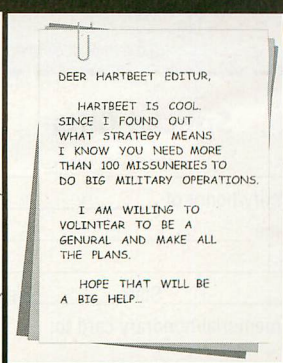 DEER HARTBEET EDITUR,
HARTBEET IS COOL.
SINCE I FOUND OUT
WHAT STRATEGY MEANS
I KNOW YOU NEED MORE
THAN 100 MISSUNERIES TO
DO BIG MILITARY OPERATIONS.
I AM WILLING TO
VOLINTEAR TO BE A
GENURAL AND MAKE ALL
THE PLANS.
HOPE THAT WILL BE
A BIG HELP...